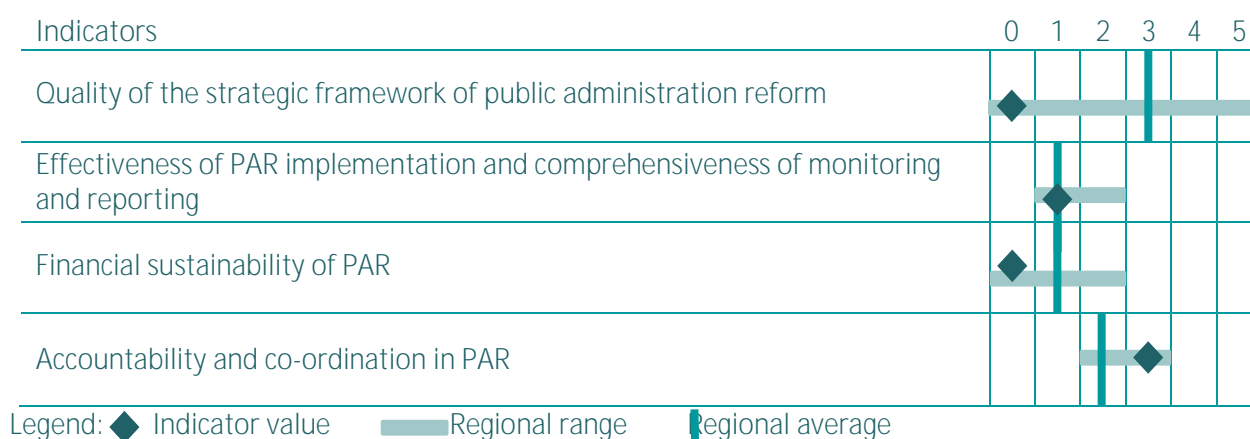 Indicators 0 1 2 3 4 5
Quality of the strategic framework of public administration reform
Effectiveness of PAR implementation and comprehensiveness of monitoring
and reporting
Financial sustainability of PAR
Accountability and co-ordination in PAR
Legend: Indicator value Regional range Regional average